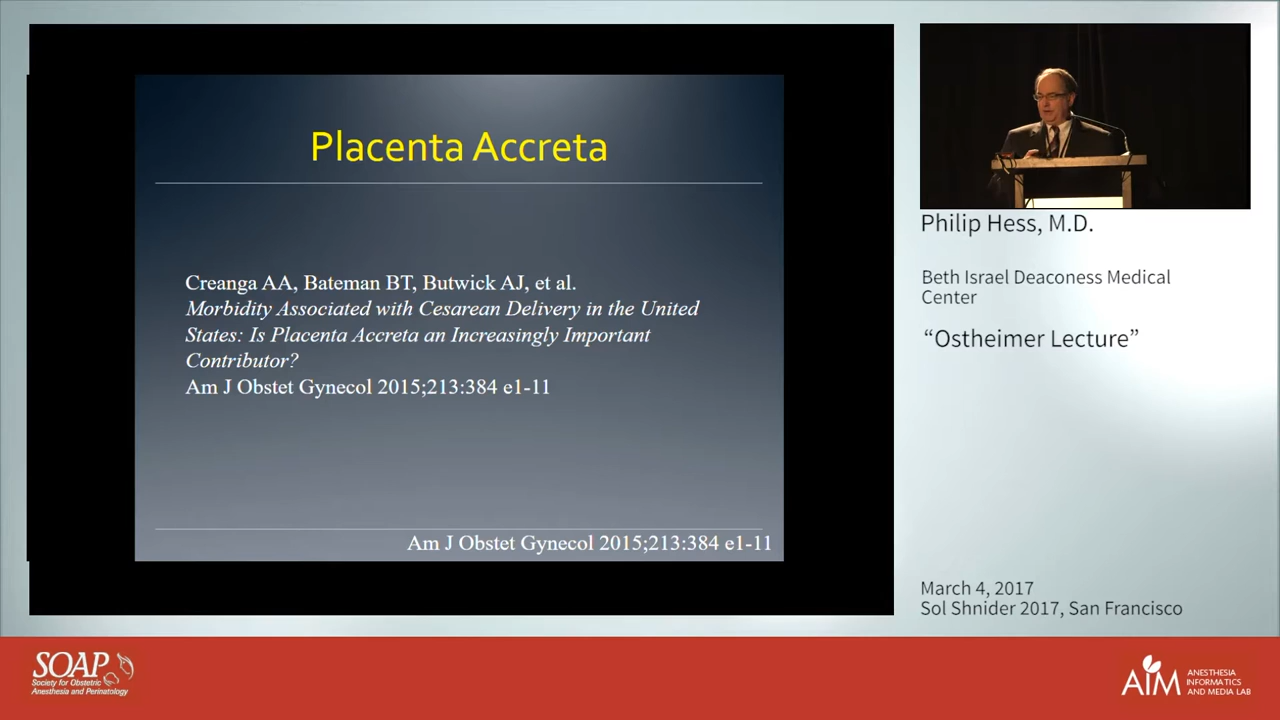 Placenta Accreta
Creanga AA, Bateman BT, Butwick AJ, et al.
Morbidity Associated with Cesarean Delivery in the United
States: Is Placenta Accreta an Increasingly Important
Contributor?
Am J Obstet Gynecol 2015;213:384 e1-11
Am J Obstet Gynecol 2015;213:384 e1-11
Philip Hess, M.D.
Beth Israel Deaconess Medical
Center
“Ostheimer Lecture”
March 4, 2017
Sol Shnider 2017, San Francisco
SOAP
Society for Obstetric
Anesthesia and Perinatology
AIM
ANESTHESIA
INFORMATICS
AND MEDIA LAB